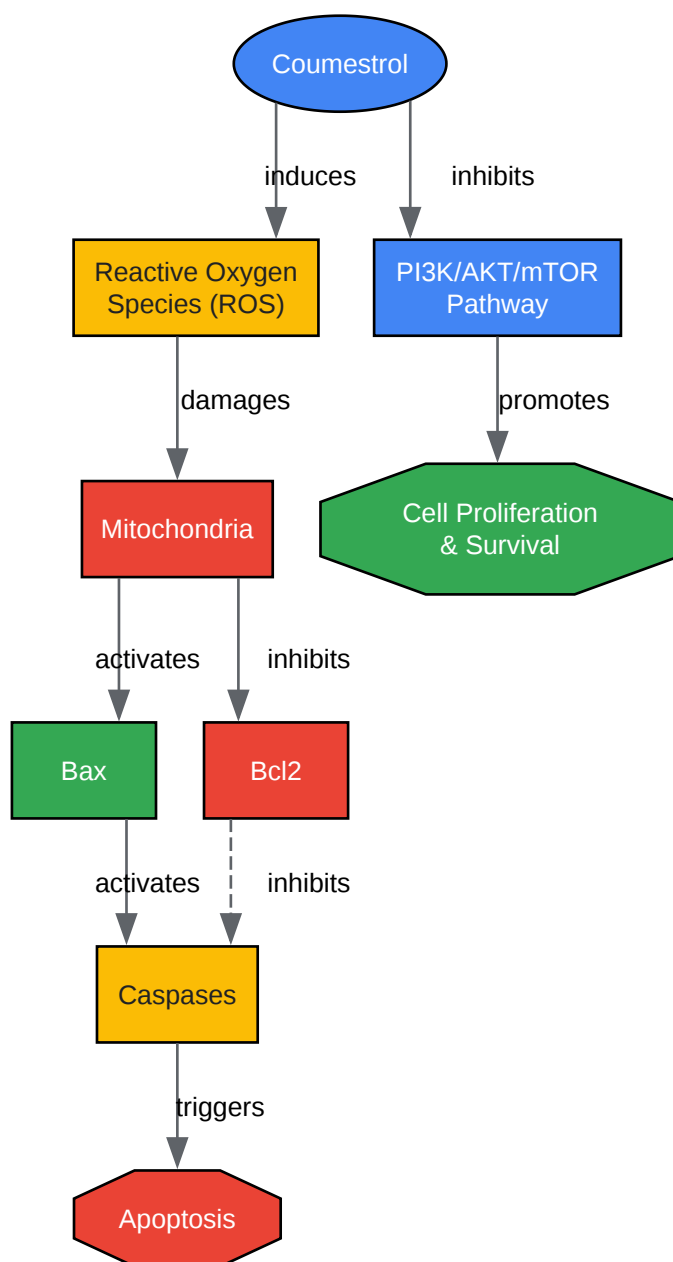 Coumestrol
induces
inhibits
Reactive Oxygen
Species (ROS)
PI3K/AKT/mTOR
Pathway
damages
promotes
Mitochondria
Cell Proliferation
& Survival
activates
inhibits
Bax
Bcl2
activates
inhibits
Caspases
triggers
Apoptosis